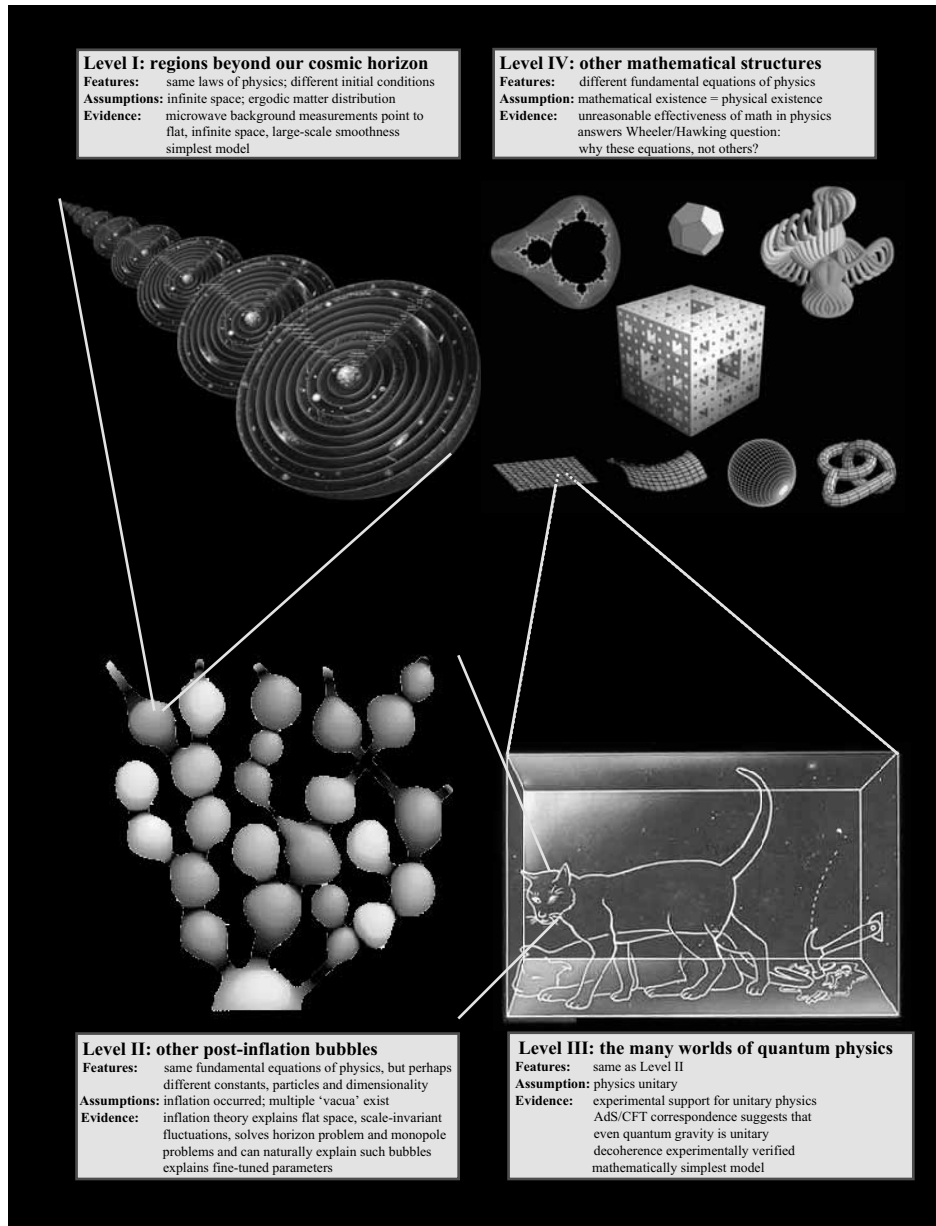 Level I: regions beyond our cosmic horizon
Features: same laws of physics; different initial conditions
Assumptions: infinite space; ergodic matter distribution
Evidence: microwave background measurements point to
flat, infinite space, large-scale smoothness
simplest model
Level IV: other mathematical structures
Features: different fundamental equations of physics
Assumption: mathematical existence = physical existence
Evidence: unreasonable effectiveness of math in physics
answers Wheeler/Hawking question:
why these equations, not others?
Level II: other post-inflation bubbles
Features: same fundamental equations of physics, but perhaps
different constants, particles and dimensionality
Assumptions: inflation occurred; multiple ‘vacua’ exist
Evidence: inflation theory explains flat space, scale-invariant
fluctuations, solves horizon problem and monopole
problems and can naturally explain such bubbles
explains fine-tuned parameters
Level III: the many worlds of quantum physics
Features: same as Level II
Assumption: physics unitary
Evidence: experimental support for unitary physics
AdS/CFT correspondence suggests that
even quantum gravity is unitary
decoherence experimentally verified
mathematically simplest model